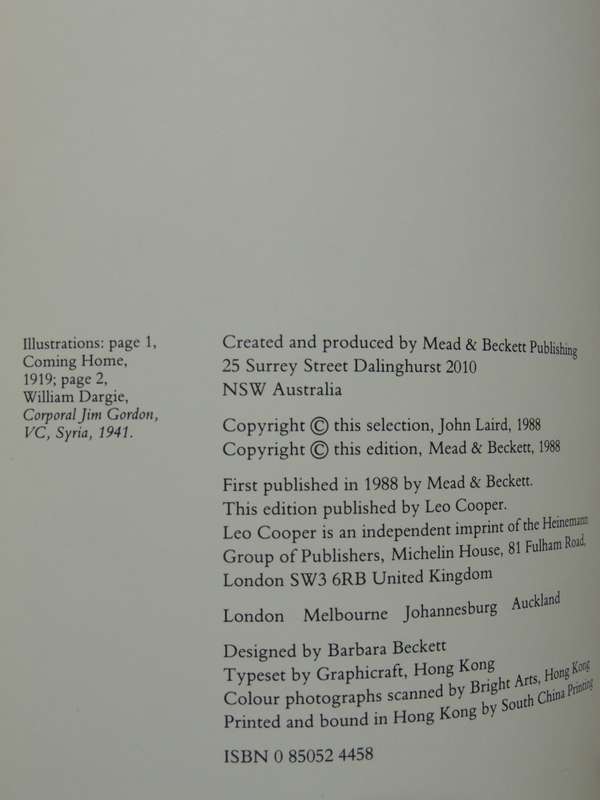 Illustrations: page 1,
Coming Home,
1919; page 2,
William Dargie,
Corporal Jim Gordon,
VC, Syria, 1941.
Created and produced by Mead & Beckett Publishing
25 Surrey Street Dalinghurst 2010
NSW Australia
Copyright © this selection, John Laird, 1988
Copyright © this edition, Mead & Beckett, 1988
First published in 1988 by Mead & Beckett.
This edition published by Leo Cooper.
Leo Cooper is an independent imprint of the Heinemann
Group of Publishers, Michelin House, 81 Fulham Road,
London SW3 6RB United Kingdom
London Melbourne Johannesburg Auckland
Designed by Barbara Beckett
Typeset by Graphicraft, Hong Kong
Colour photographs scanned by Bright Arts, Hong Kong
Printed and bound in Hong Kong by South China Printing
ISBN 0 85052 4458